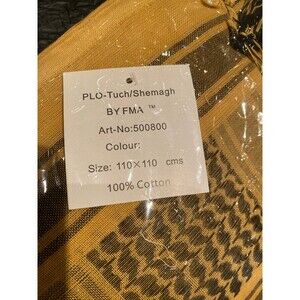 PLO-Tuch/Shemagh
BY FMA ™
Art-No:500800
Colour:
Size: 110×110 cms
100% Cotton